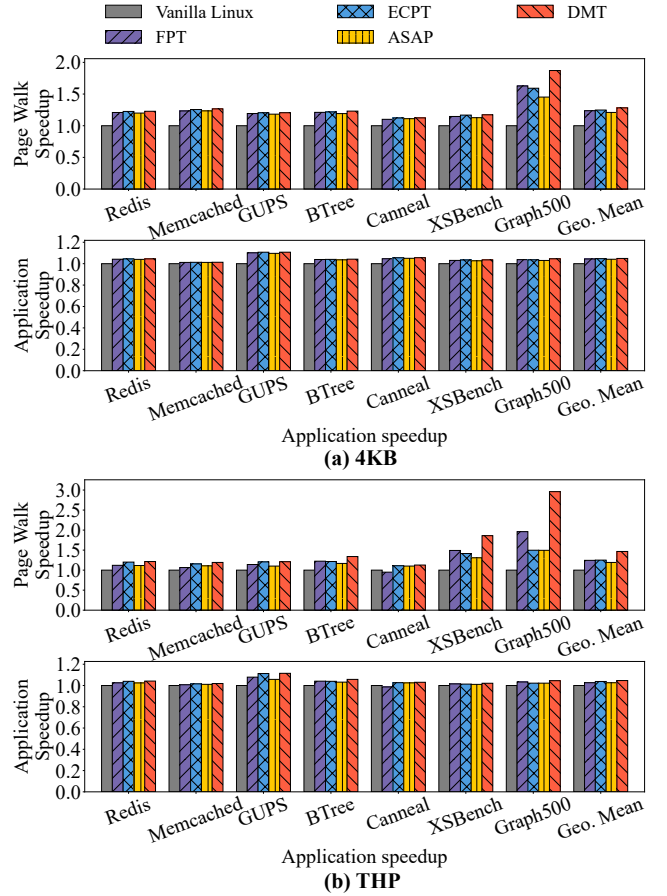 Vanilla Linux ECPT DMT
FPT ASAP
Page Walk
Speedup
2.0
1.5
1.0
0.5
0.0
Redis Memcached GUPS BTree Canneal XSBench Graph500 Geo. Mean
Application
Speedup
1.2
1.0
0.8
0.6
0.4
0.2
0.0
Redis Memcached GUPS BTree Canneal XSBench Graph500 Geo. Mean
Application speedup
(a) 4KB
Page Walk
Speedup
3.0
2.5
2.0
1.5
1.0
0.5
0.0
Redis Memcached GUPS BTree Canneal XSBench Graph500 Geo. Mean
Application
Speedup
1.2
1.0
0.8
0.6
0.4
0.2
0.0
Redis Memcached GUPS BTree Canneal XSBench Graph500 Geo. Mean
Application speedup
(b) THP